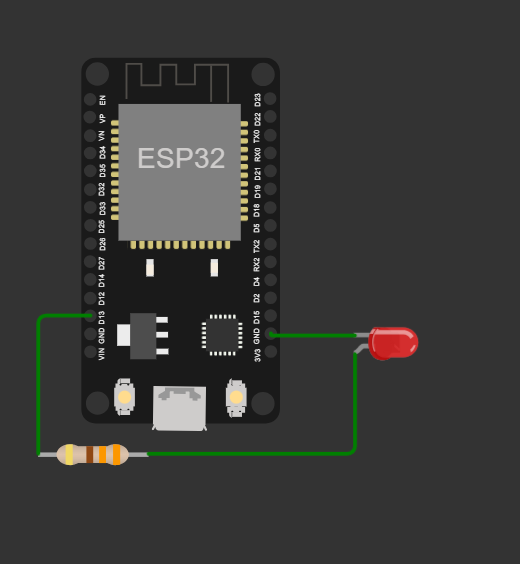 ESP32
EN
VP
VN
D34
D35
D32
D33
D25
D26
D27
D14
D12
D13
GND
VIN
D23
D22
TX0
RX0
D21
D19
D18
D5
TX2
RX2
D4
D2
D15
GND
3V3